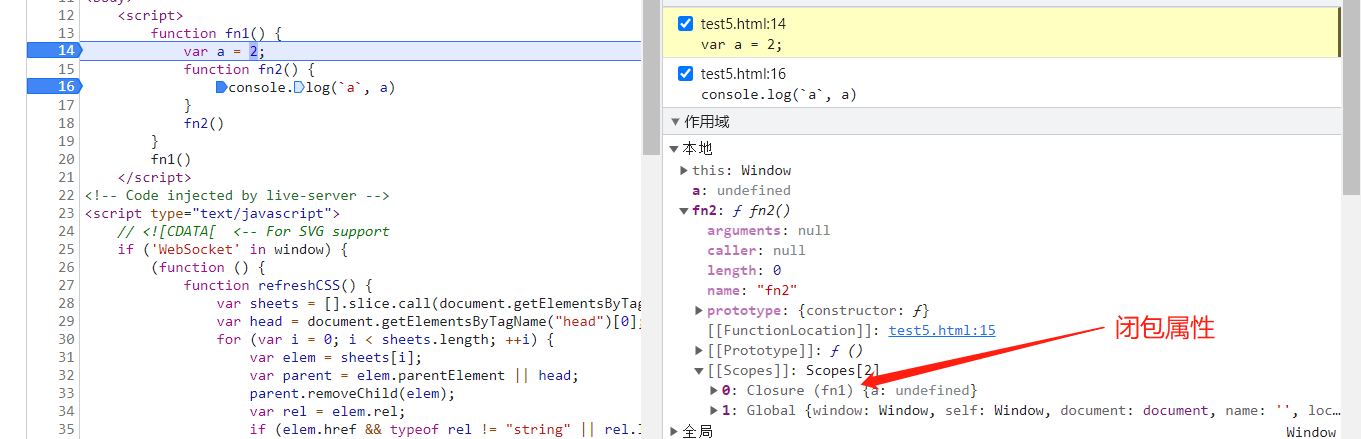 11 <body>
12 <script>
13 function fn1() {
14 var a = 2;
15 function fn2() {
16 console.log(`a`, a)
17 }
18 fn2()
19 }
20 fn1()
21 </script>
22 <!-- Code injected by live-server -->
23 <script type="text/javascript">
24 // <![CDATA[  <-- For SVG support
25 if ('WebSocket' in window) {
26 (function () {
27 function refreshCSS() {
28 var sheets = [].slice.call(document.getElementsByTag
29 var head = document.getElementsByTagName("head")[0];
30 for (var i = 0; i < sheets.length; ++i) {
31 var elem = sheets[i];
32 var parent = elem.parentElement || head;
33 parent.removeChild(elem);
34 var rel = elem.rel;
35 if (elem.href && typeof rel != "string" || rel.l
test5.html:14
var a = 2;
test5.html:16
console.log(`a`, a)
作用域
本地
this: Window
a: undefined
fn2: ƒ fn2()
arguments: null
caller: null
length: 0
name: "fn2"
prototype: {constructor: ƒ}
[[FunctionLocation]]: test5.html:15
[[Prototype]]: ƒ ()
[[Scopes]]: Scopes[2]
0: Closure (fn1) {a: undefined}
1: Global {window: Window, self: Window, document: document, name: '', loc…
全局 Window
闭包属性